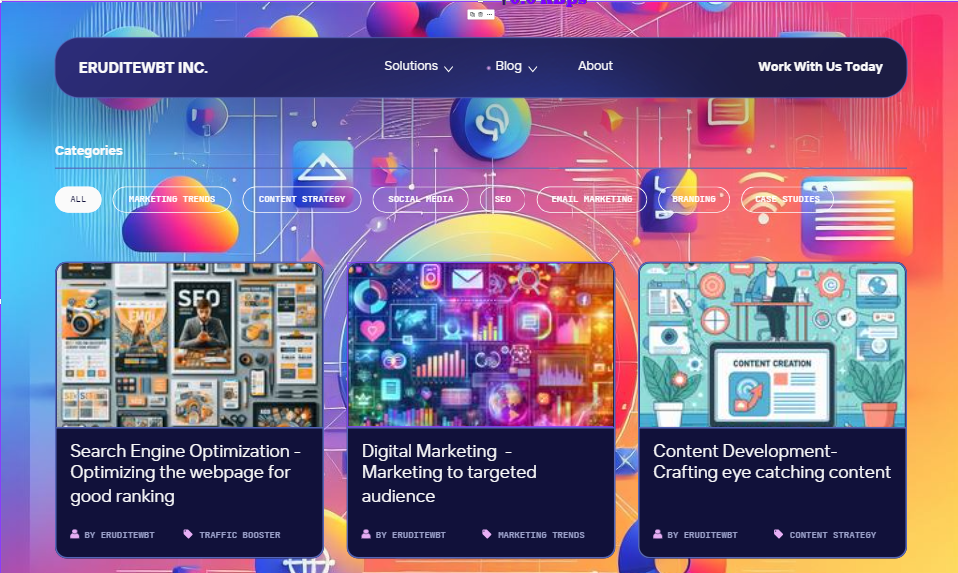 ERUDITEWBT INC.
Solutions
Blog
About
Work With Us Today
Categories
ALL
MARKETING TRENDS
CONTENT STRATEGY
SOCIAL MEDIA
SEO
EMAIL MARKETING
BRANDING
CASE STUDIES
SEO
CONTENT CREATION
Search Engine Optimization -
Optimizing the webpage for
good ranking
BY ERUDITEWBT
TRAFFIC BOOSTER
Digital Marketing -
Marketing to targeted
audience
BY ERUDITEWBT
MARKETING TRENDS
Content Development-
Crafting eye catching content
BY ERUDITEWBT
CONTENT STRATEGY